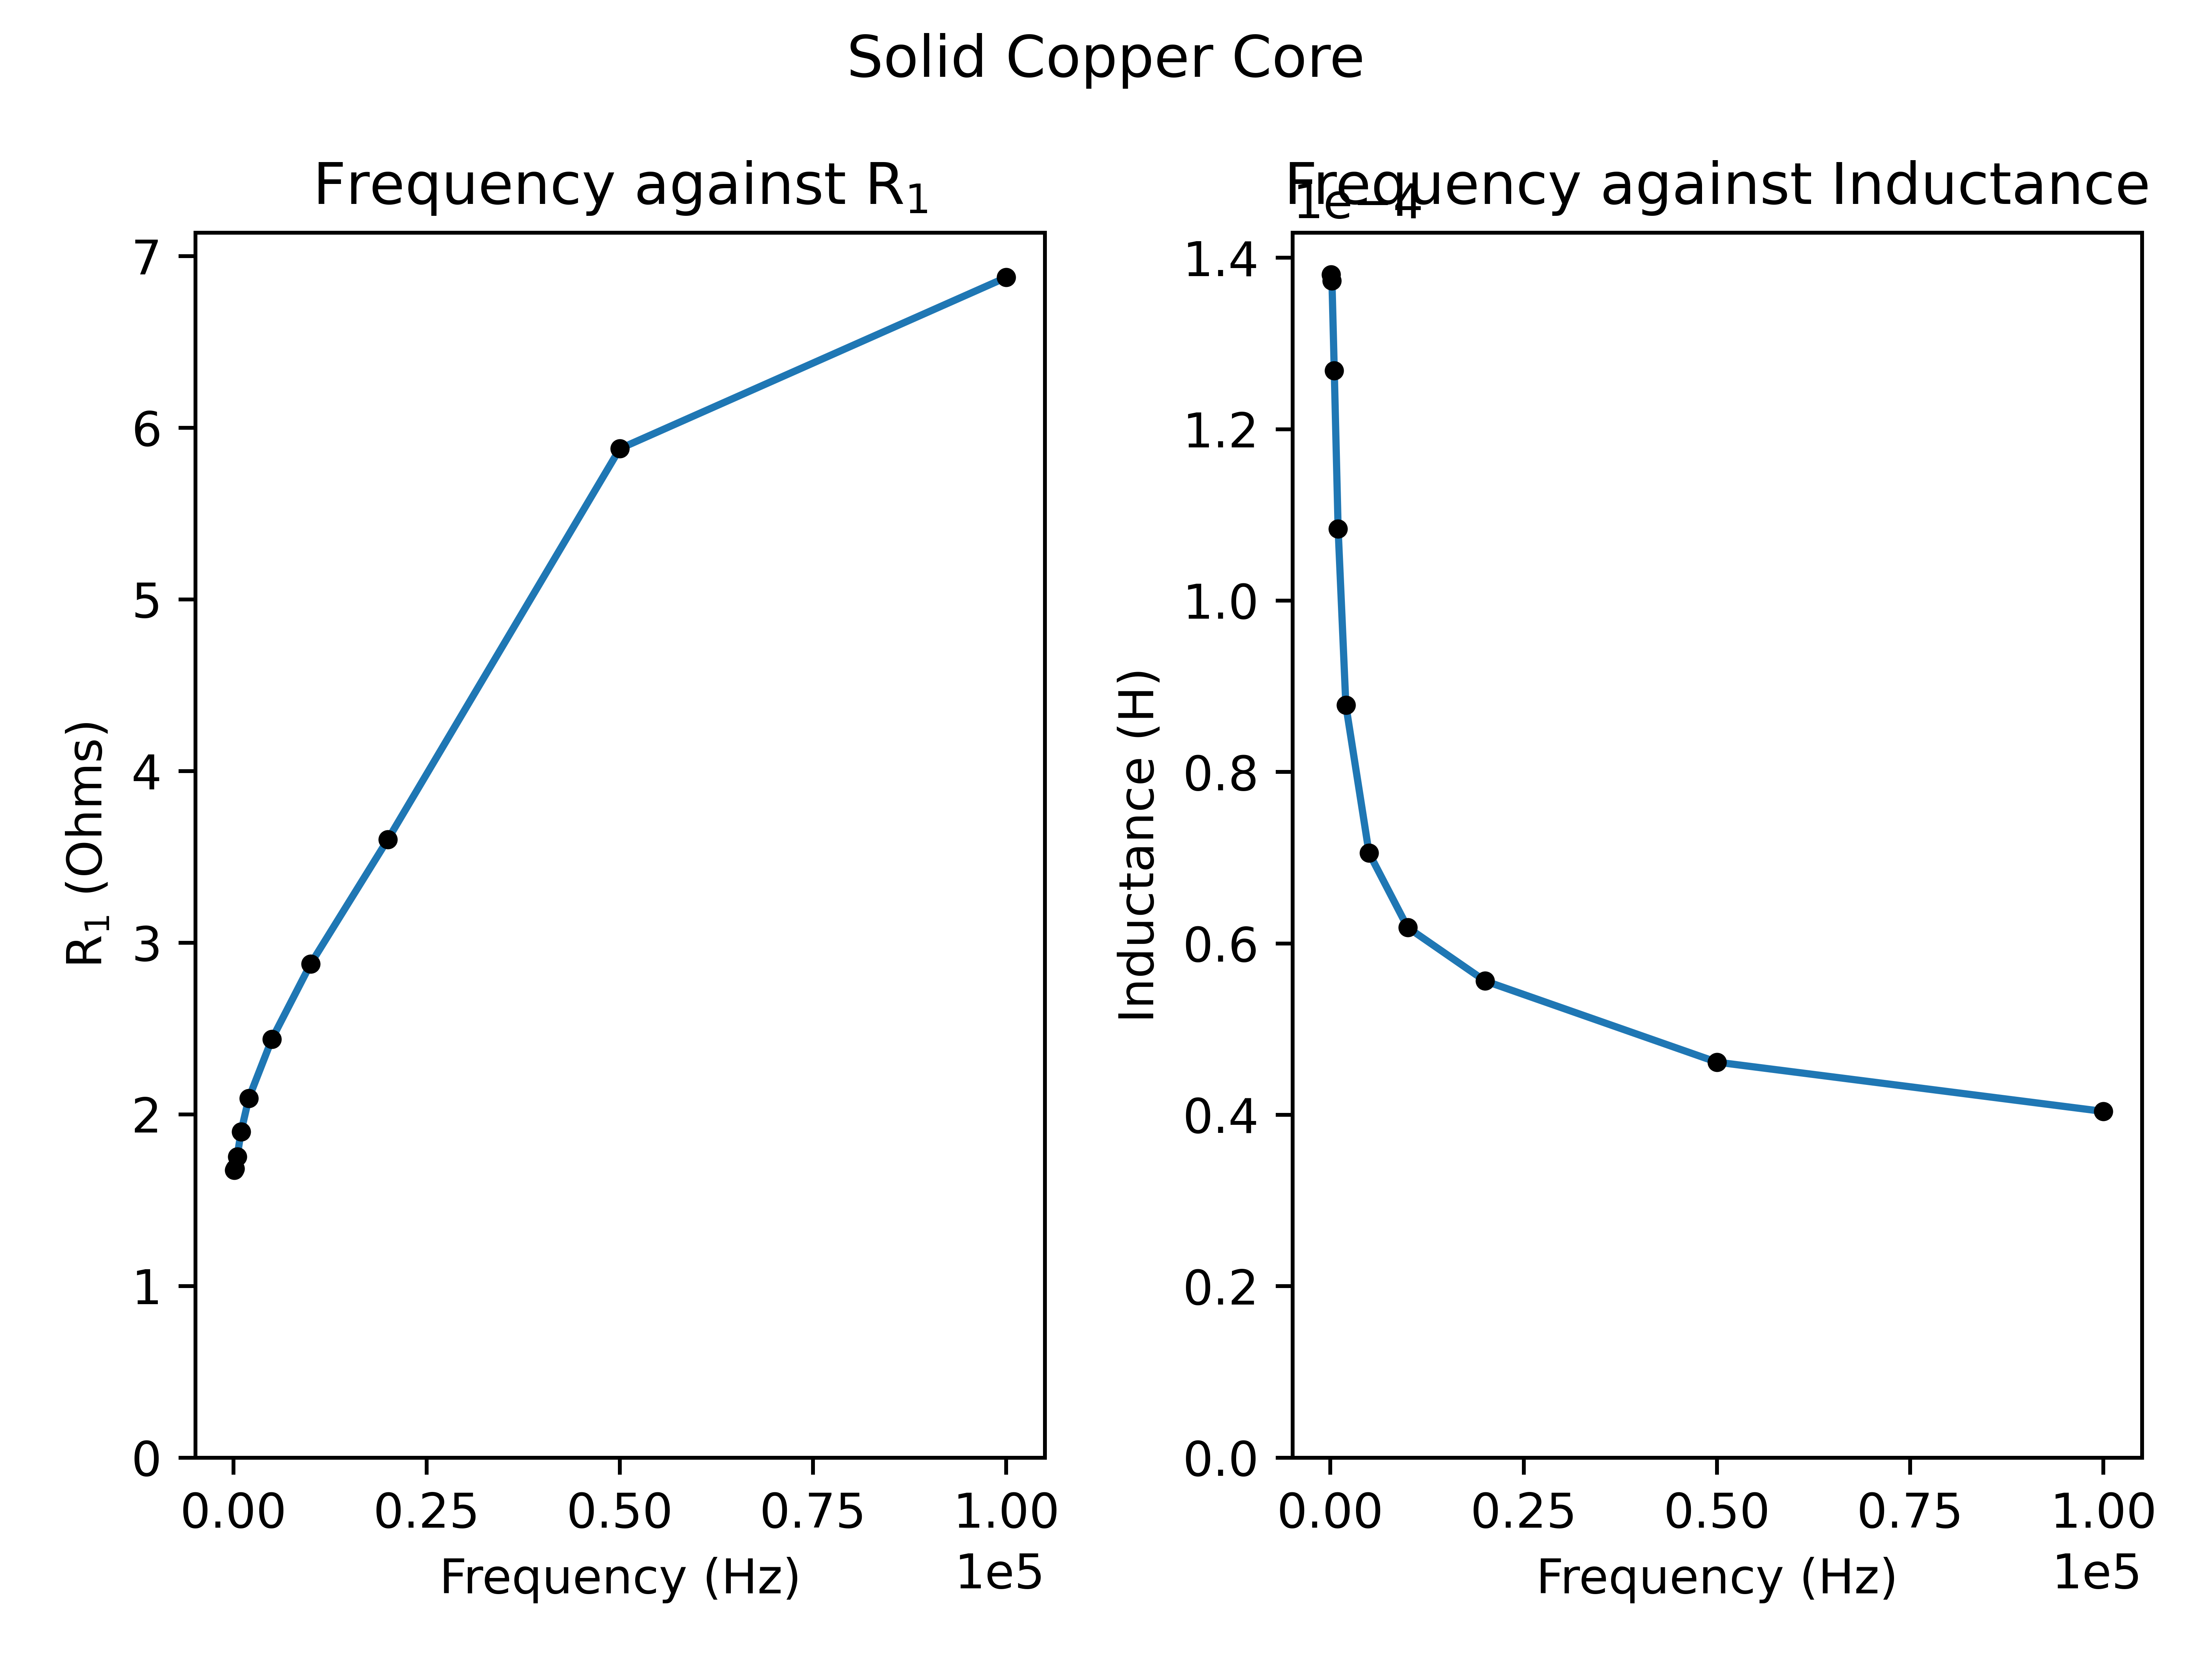 Solid Copper Core
Frequency against R₁
7
6
5
4
3
2
1
0
R₁ (Ohms)
0.00 0.25 0.50 0.75 1.00
Frequency (Hz)
1e5
Frequency against Inductance
1e−4
1.4
1.2
1.0
0.8
0.6
0.4
0.2
0.0
Inductance (H)
0.00 0.25 0.50 0.75 1.00
Frequency (Hz)
1e5